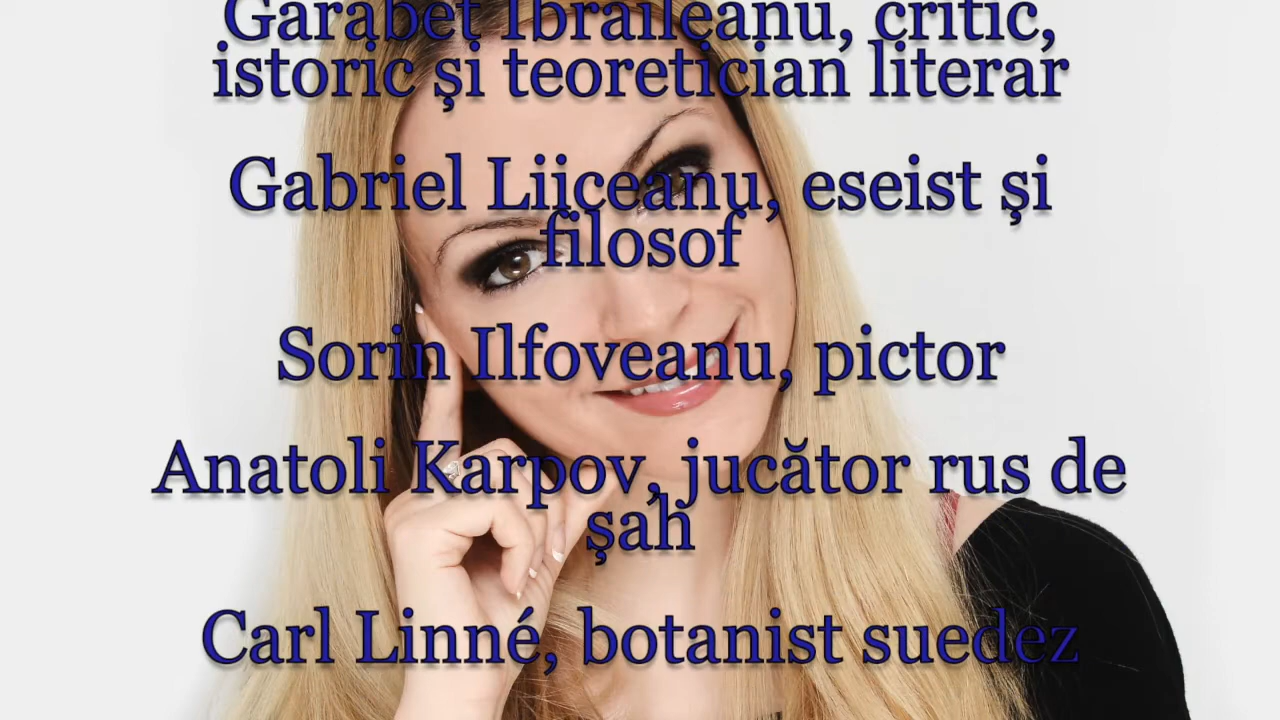 Garabet Ibrăileanu, critic,
istoric și teoretician literar
Gabriel Liiceanu, eseist și
filosof
Sorin Ilfoveanu, pictor
Anatoli Karpov, jucător rus de
șah
Carl Linné, botanist suedez